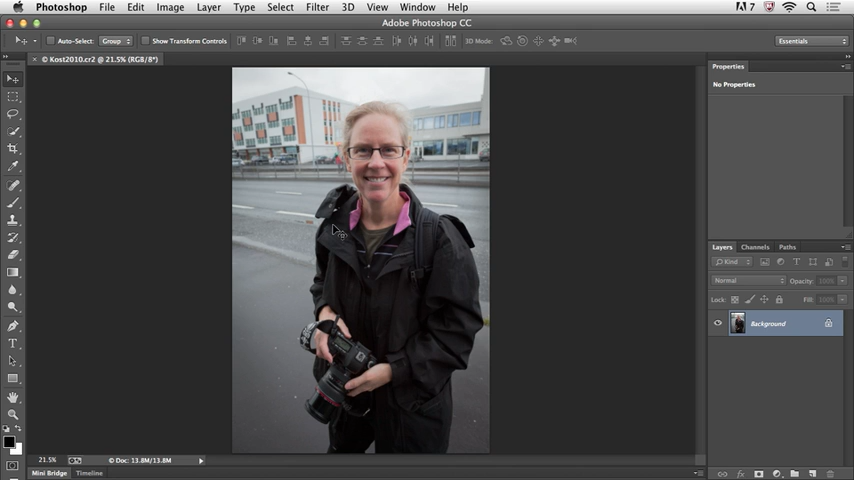 Photoshop File Edit Image Layer Type Select Filter 3D View Window Help 7
Adobe Photoshop CC
Auto-Select: Group Show Transform Controls 3D Mode: Essentials
× © Kost2010.cr2 @ 21.5% (RGB/8*)
Properties
No Properties
Layers Channels Paths
Kind
Normal Opacity: 100%
Lock: Fill: 100%
Background
21.5% Doc: 13.8M/13.8M
Mini Bridge Timeline